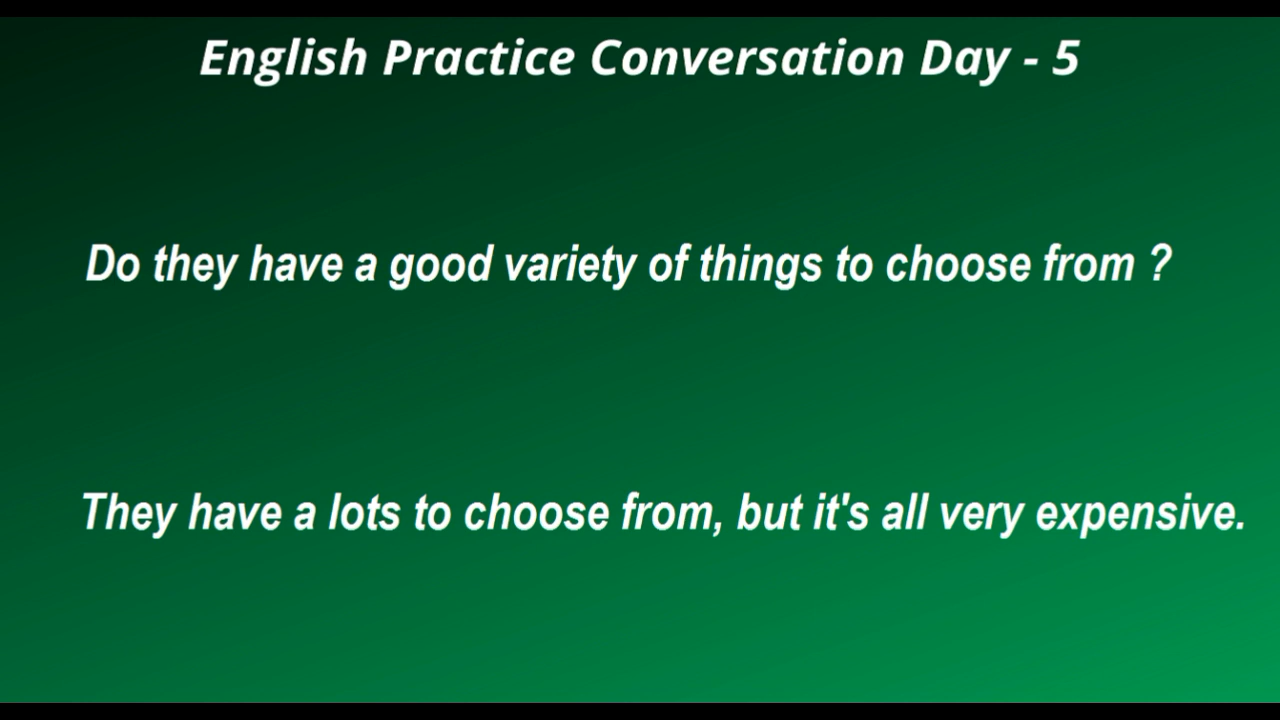 English Practice Conversation Day - 5
Do they have a good variety of things to choose from ?
They have a lots to choose from, but it's all very expensive.